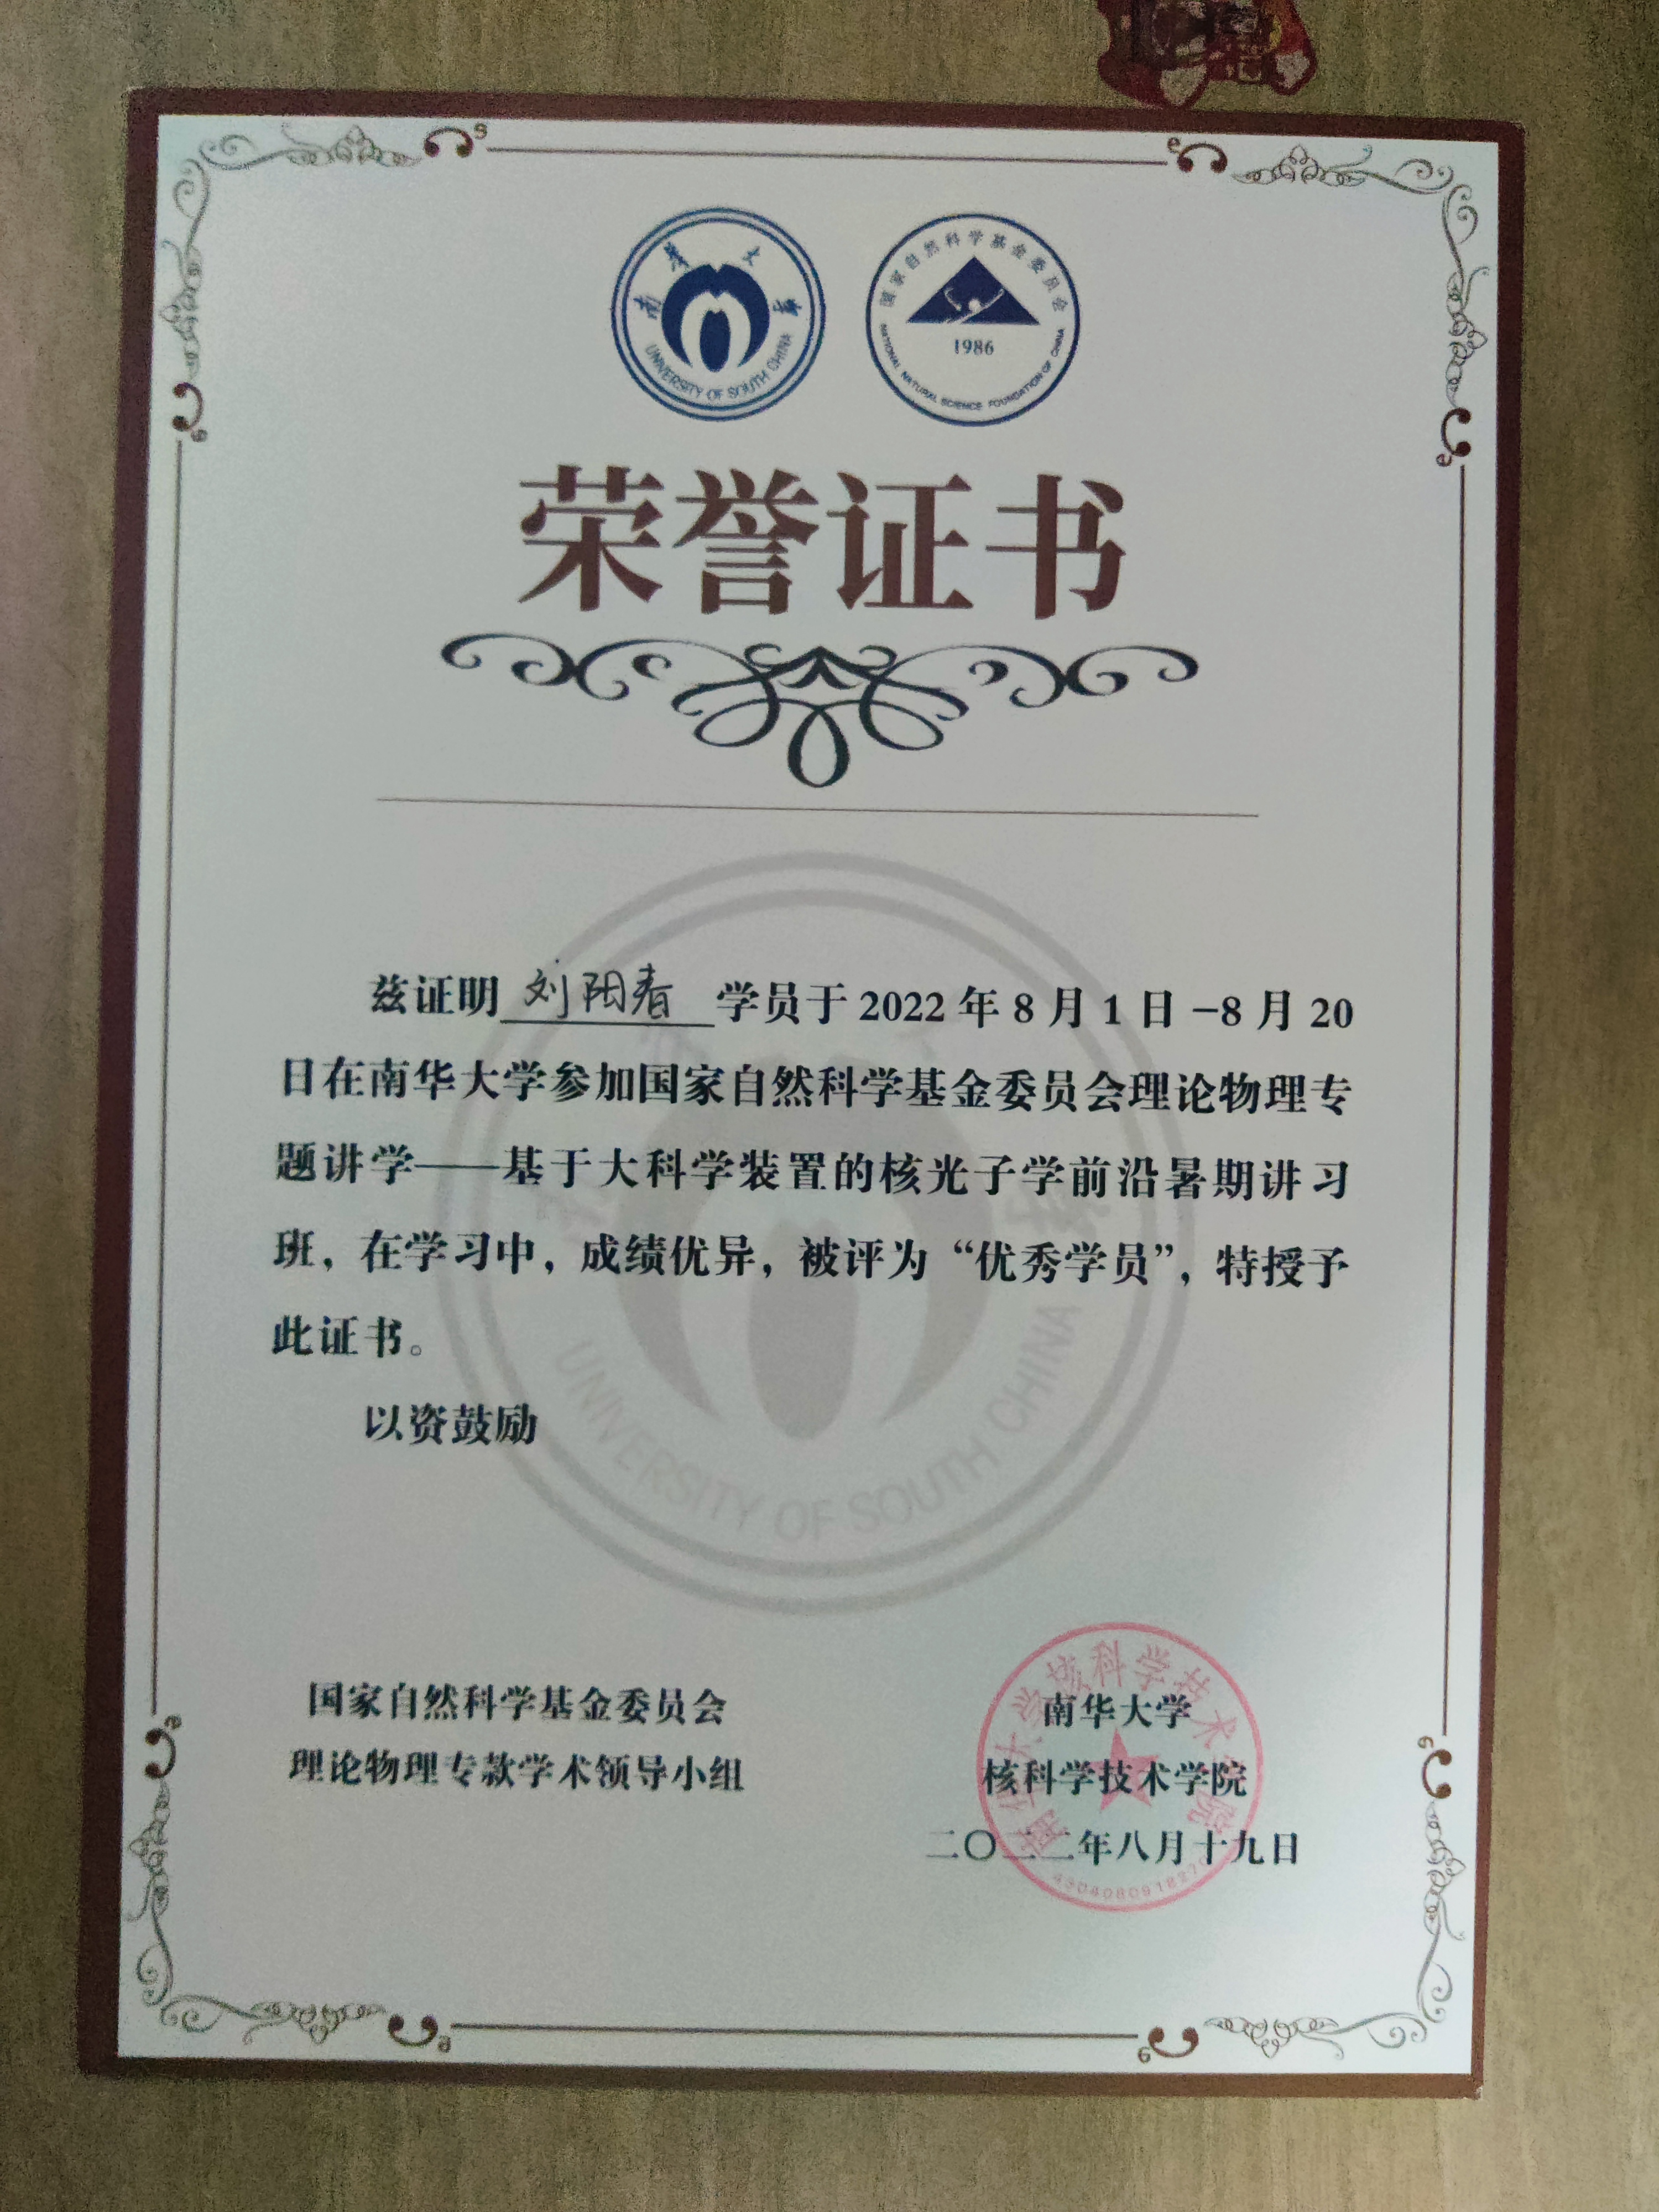 南華大學
UNIVERSITY OF SOUTH CHINA
国家自然科学基金委员会
1986
NATIONAL NATURAL SCIENCE FOUNDATION OF CHINA
荣誉证书
兹证明 刘阳春 学员于 2022 年 8 月 1 日 –8 月 20
日在南华大学参加国家自然科学基金委员会理论物理专
题讲学——基于大科学装置的核光子学前沿暑期讲习
班，在学习中，成绩优异，被评为“优秀学员”，特授予
此证书。
以资鼓励
UNIVERSITY OF SOUTH CHINA
国家自然科学基金委员会
理论物理专款学术领导小组
南华大学
核科学技术学院
二〇二二年八月十九日
南华大学核科学技术学院